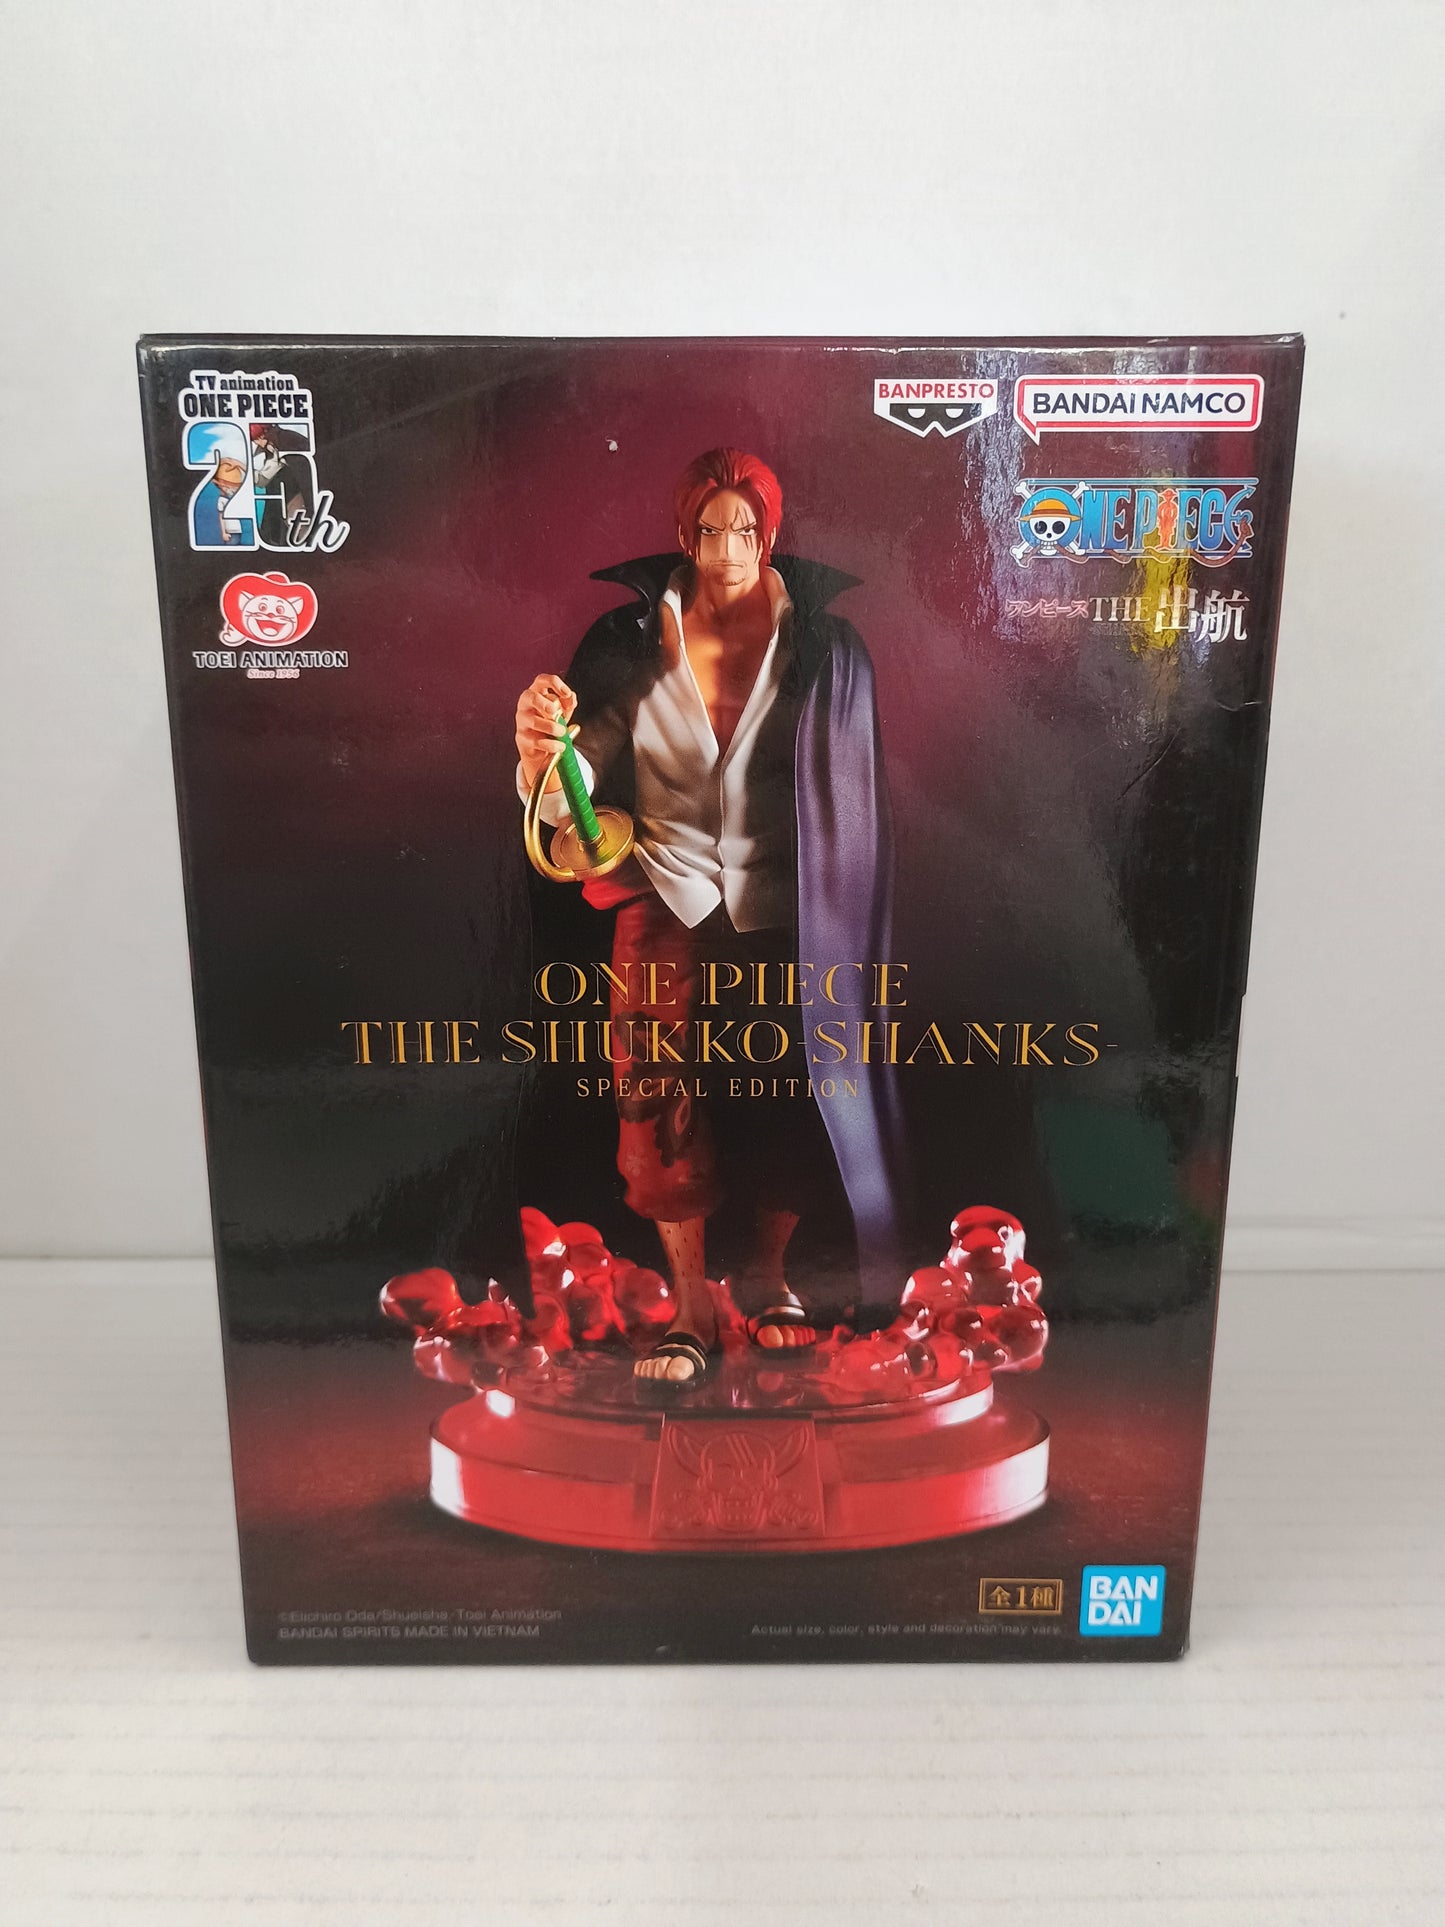 TV animation
ONE PIECE
25th
TOEI ANIMATION
Since 1956
BANPRESTO
BANDAI NAMCO
ONE PIECE
ワンピース THE 出航
ONE PIECE
THE SHUKKO-SHANKS-
SPECIAL EDITION
©Eiichiro Oda/Shueisha, Toei Animation
BANDAI SPIRITS MADE IN VIETNAM
Actual size, color, style and decoration may vary.
全1種
BAN
DAI